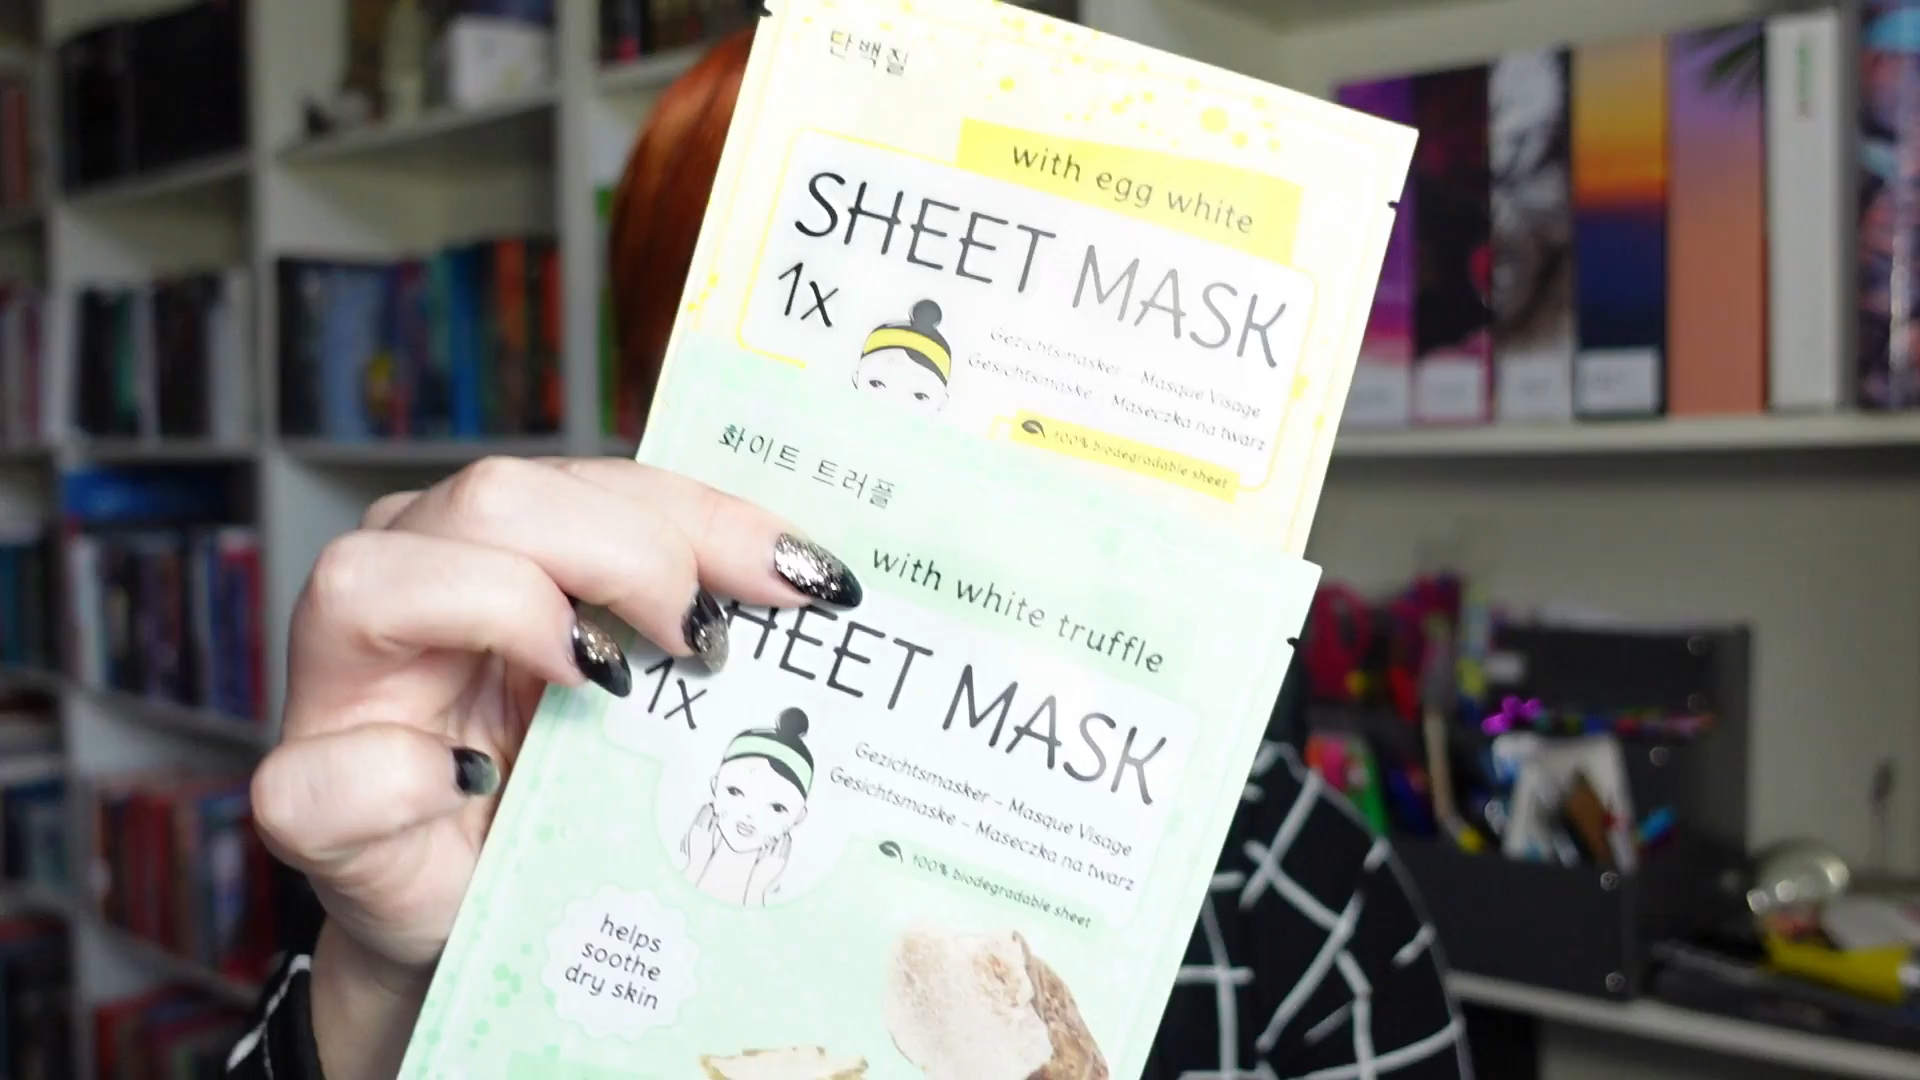 단백질
with egg white
SHEET MASK
1x
Gezichtsmasker – Masque Visage
Gesichtsmaske – Maseczka na twarz
100% biodegradable sheet
화이트 트러플
with white truffle
HEET MASK
1x
Gezichtsmasker – Masque Visage
Gesichtsmaske – Maseczka na twarz
100% biodegradable sheet
helps
soothe
dry skin